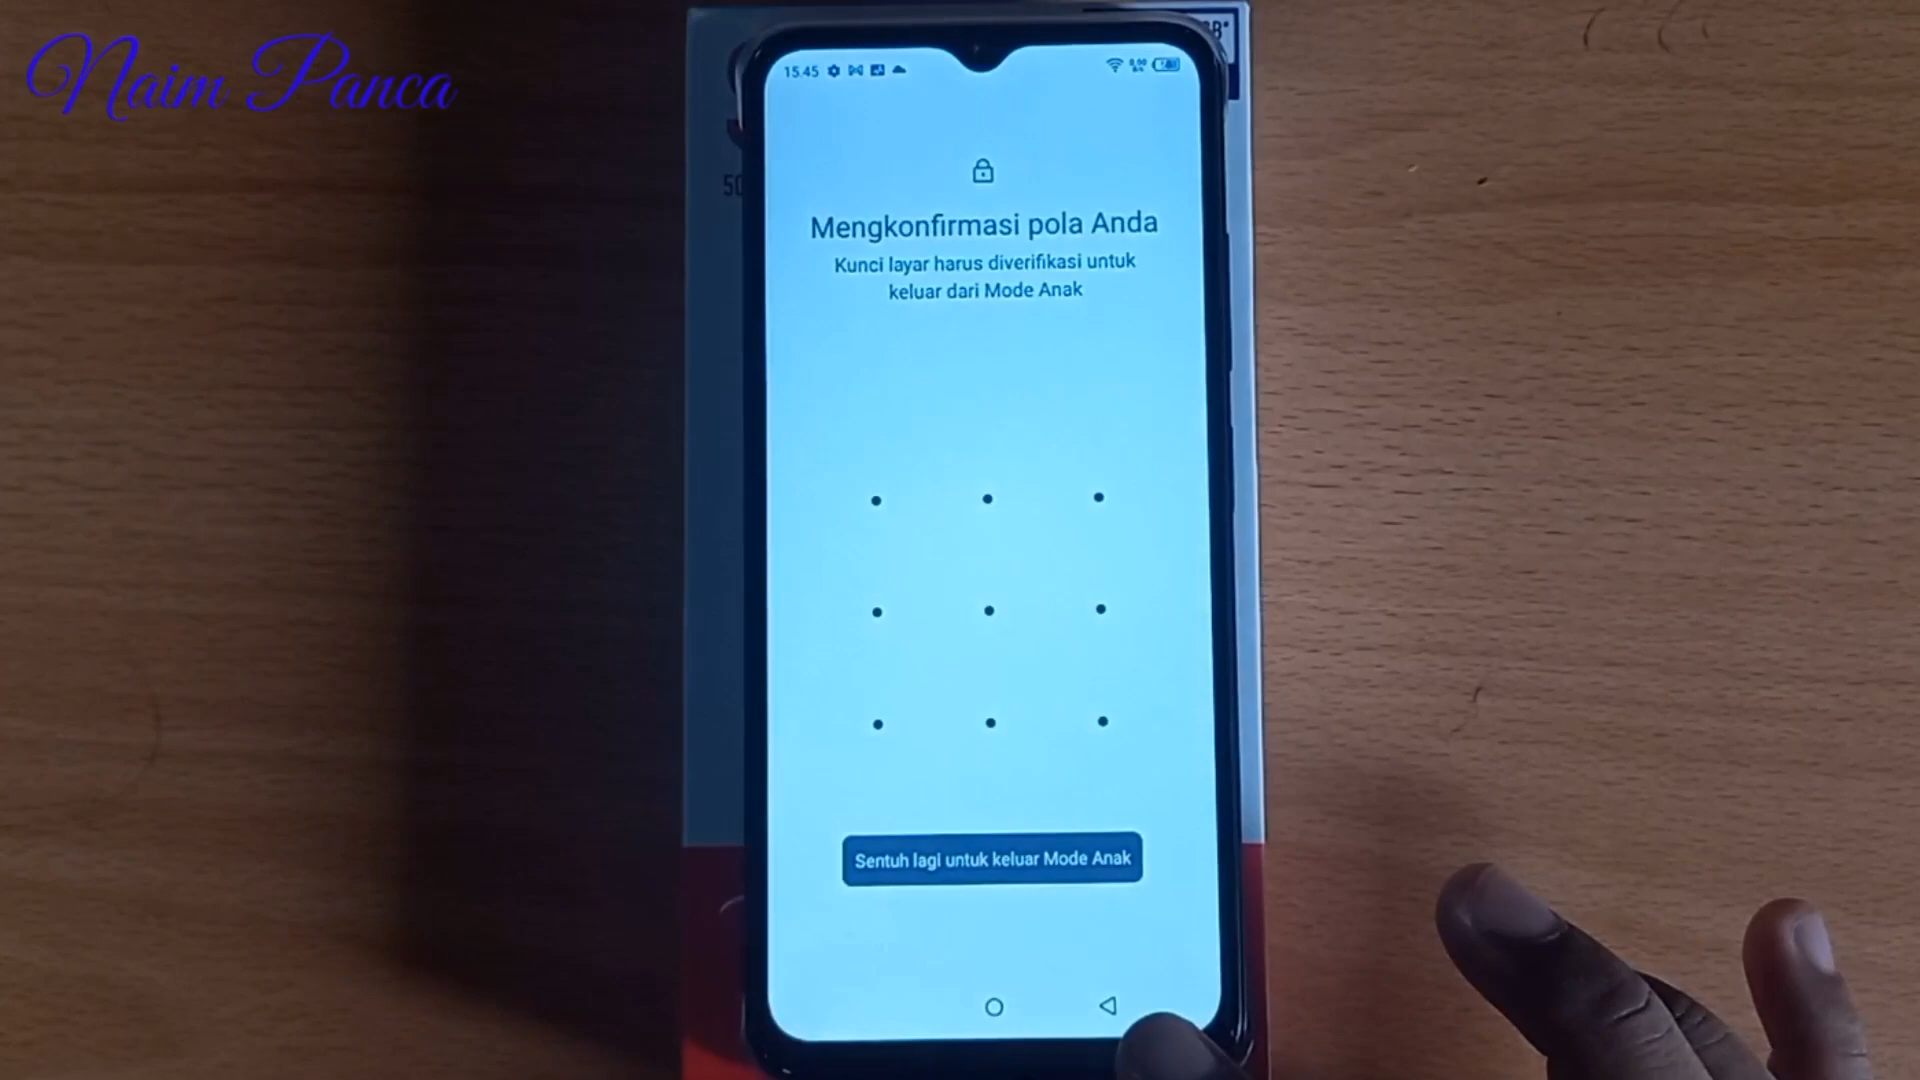 Naim Panca
15.45
Mengkonfirmasi pola Anda
Kunci layar harus diverifikasi untuk
keluar dari Mode Anak
Sentuh lagi untuk keluar Mode Anak